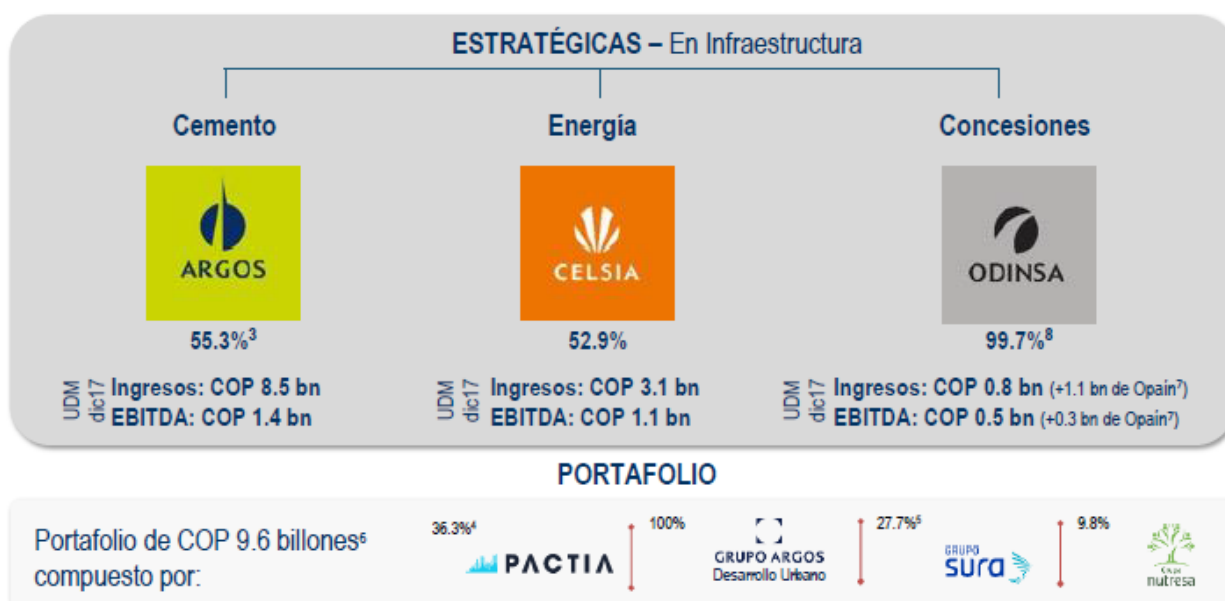 ESTRATÉGICAS – En Infraestructura
Cemento
Energía
Concesiones
ARGOS
CELSIA
ODINSA
55.3%³
52.9%
99.7%⁸
UDM
dic17
Ingresos: COP 8.5 bn
EBITDA: COP 1.4 bn
UDM
dic17
Ingresos: COP 3.1 bn
EBITDA: COP 1.1 bn
UDM
dic17
Ingresos: COP 0.8 bn (+1.1 bn de Opain⁷)
EBITDA: COP 0.5 bn (+0.3 bn de Opain⁷)
PORTAFOLIO
Portafolio de COP 9.6 billones⁶
compuesto por:
36.3%⁴
PACTIA
100%
GRUPO ARGOS
Desarrollo Urbano
27.7%⁵
GRUPO
sura
9.8%
nutresa